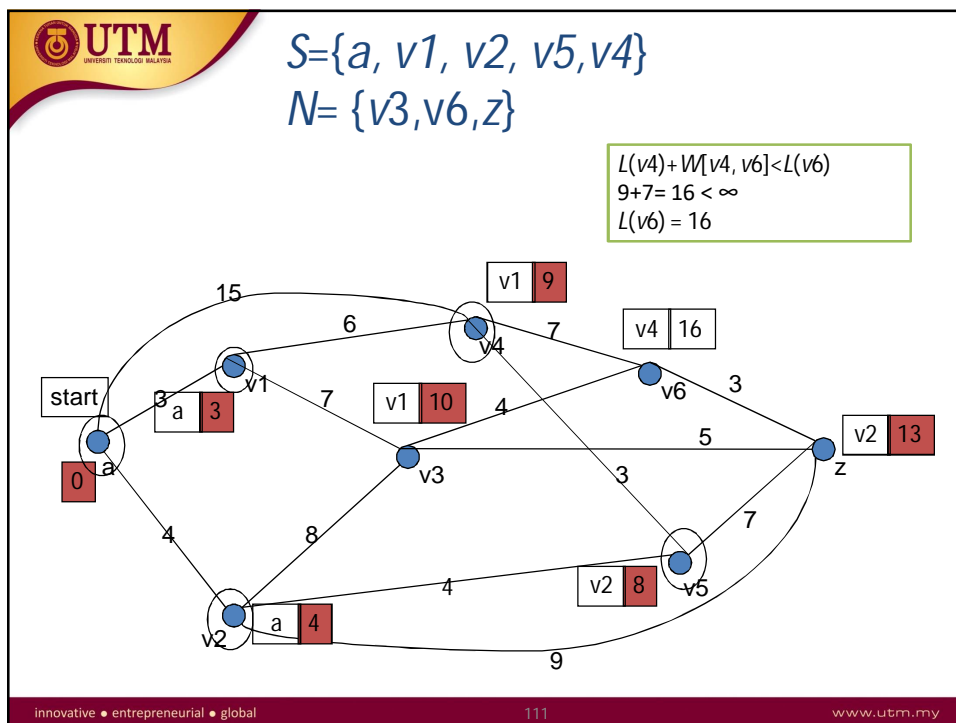 UTM
UNIVERSITI TEKNOLOGI MALAYSIA
S={a, v1, v2, v5,v4}
N= {v3,v6,z}
L(v4)+W[v4, v6]<L(v6)
9+7= 16 < ∞
L(v6) = 16
v1 9
15
6
v4
7
v4 16
v1
7
v1 10
v6
3
start
3
a 3
4
5
v2 13
a
v3
z
0
3
4
8
7
4
v2 8
v5
v2
a 4
9
innovative ● entrepreneurial ● global
111
www.utm.my